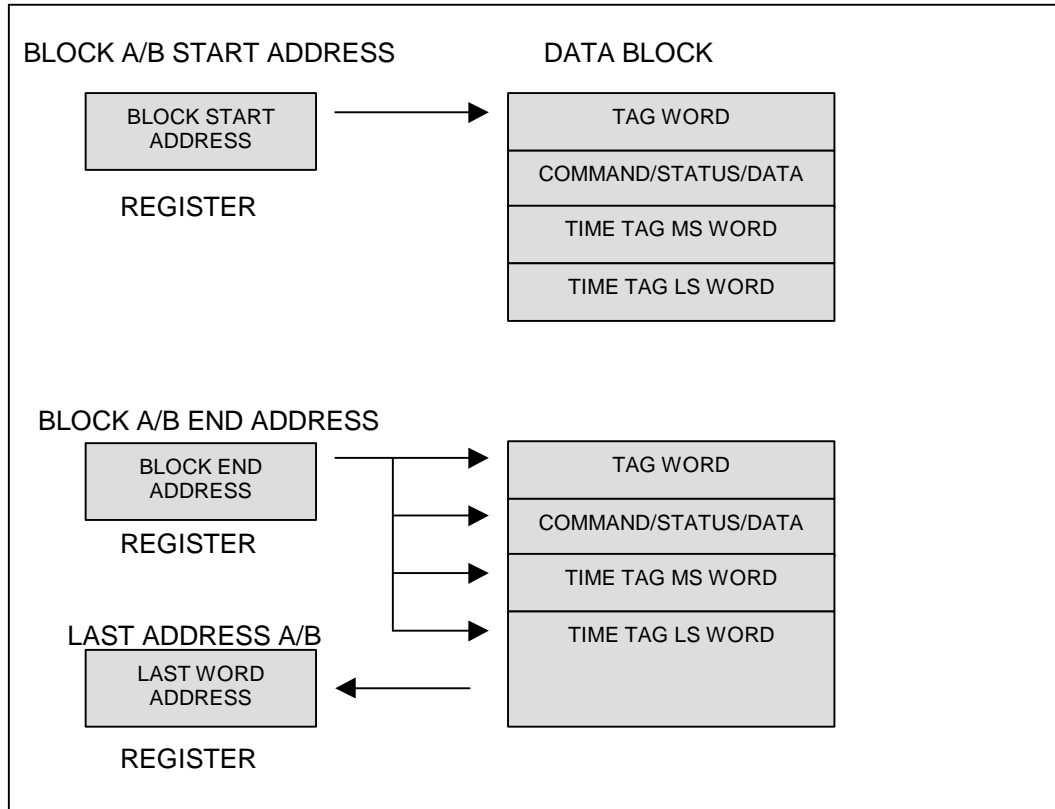 BLOCK A/B START ADDRESS
DATA BLOCK
BLOCK START
ADDRESS
REGISTER
TAG WORD
COMMAND/STATUS/DATA
TIME TAG MS WORD
TIME TAG LS WORD
BLOCK A/B END ADDRESS
BLOCK END
ADDRESS
REGISTER
TAG WORD
COMMAND/STATUS/DATA
TIME TAG MS WORD
TIME TAG LS WORD
LAST ADDRESS A/B
LAST WORD
ADDRESS
REGISTER